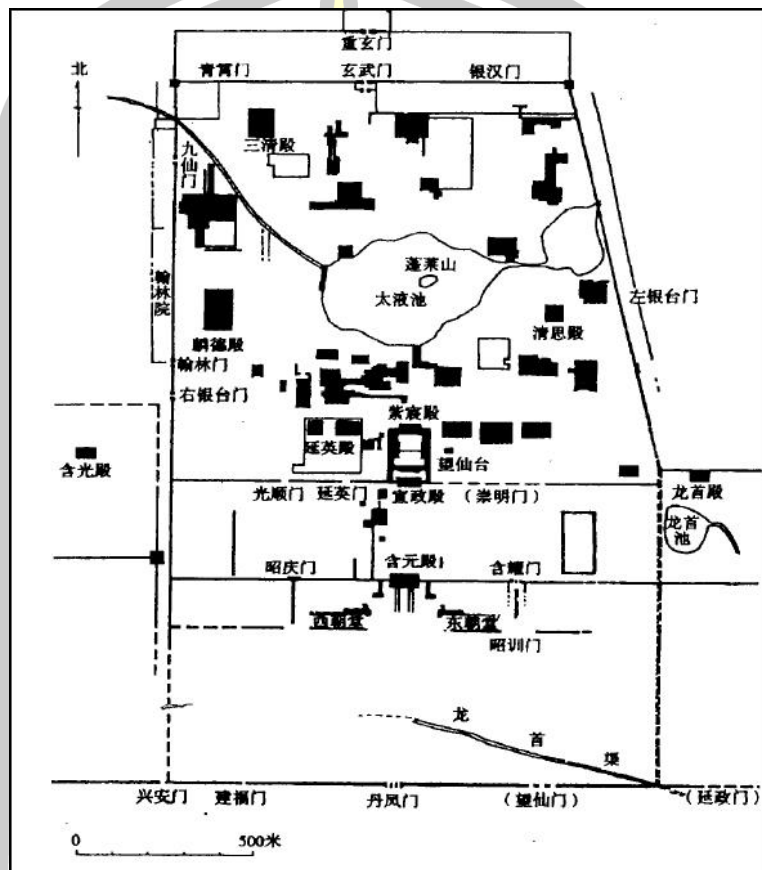 重玄门
北
青霄门 玄武门 银汉门
三清殿
九仙门
蓬莱山
太液池
翰林院
左银台门
清思殿
麟德殿
翰林门
右银台门
紫宸殿
延英殿
望仙台
含光殿
光顺门 延英门 宣政殿 (崇明门)
龙首殿
龙首池
昭庆门 含元殿 含耀门
西朝堂 东朝堂
昭训门
龙首渠
兴安门 建福门 丹凤门 (望仙门) (延政门)
0 500米